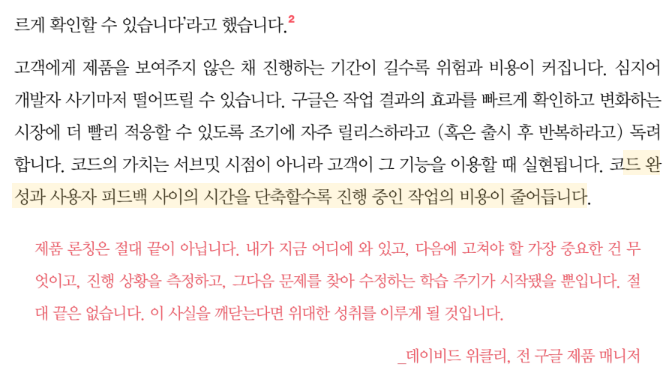 르게 확인할 수 있습니다’라고 했습니다.2
고객에게 제품을 보여주지 않은 채 진행하는 기간이 길수록 위험과 비용이 커집니다. 심지어
개발자 사기마저 떨어뜨릴 수 있습니다. 구글은 작업 결과의 효과를 빠르게 확인하고 변화하는
시장에 더 빨리 적응할 수 있도록 조기에 자주 릴리스하라고 (혹은 출시 후 반복하라고) 독려
합니다. 코드의 가치는 서브밋 시점이 아니라 고객이 그 기능을 이용할 때 실현됩니다. 코드 완
성과 사용자 피드백 사이의 시간을 단축할수록 진행 중인 작업의 비용이 줄어듭니다.
제품 론칭은 절대 끝이 아닙니다. 내가 지금 어디에 와 있고, 다음에 고쳐야 할 가장 중요한 건 무
엇이고, 진행 상황을 측정하고, 그다음 문제를 찾아 수정하는 학습 주기가 시작됐을 뿐입니다. 절
대 끝은 없습니다. 이 사실을 깨닫는다면 위대한 성취를 이루게 될 것입니다.
_데이비드 위클리, 전 구글 제품 매니저